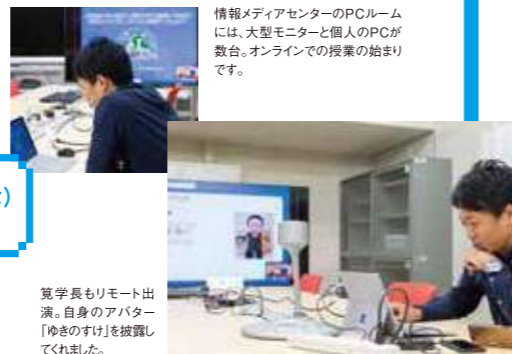 情報メディアセンターのPCルーム
には、大型モニターと個人のPCが
数台。オンラインでの授業の始まり
です。
筧学長もリモート出
演。自身のアバター
「ゆきのすけ」を披露し
てくれました。